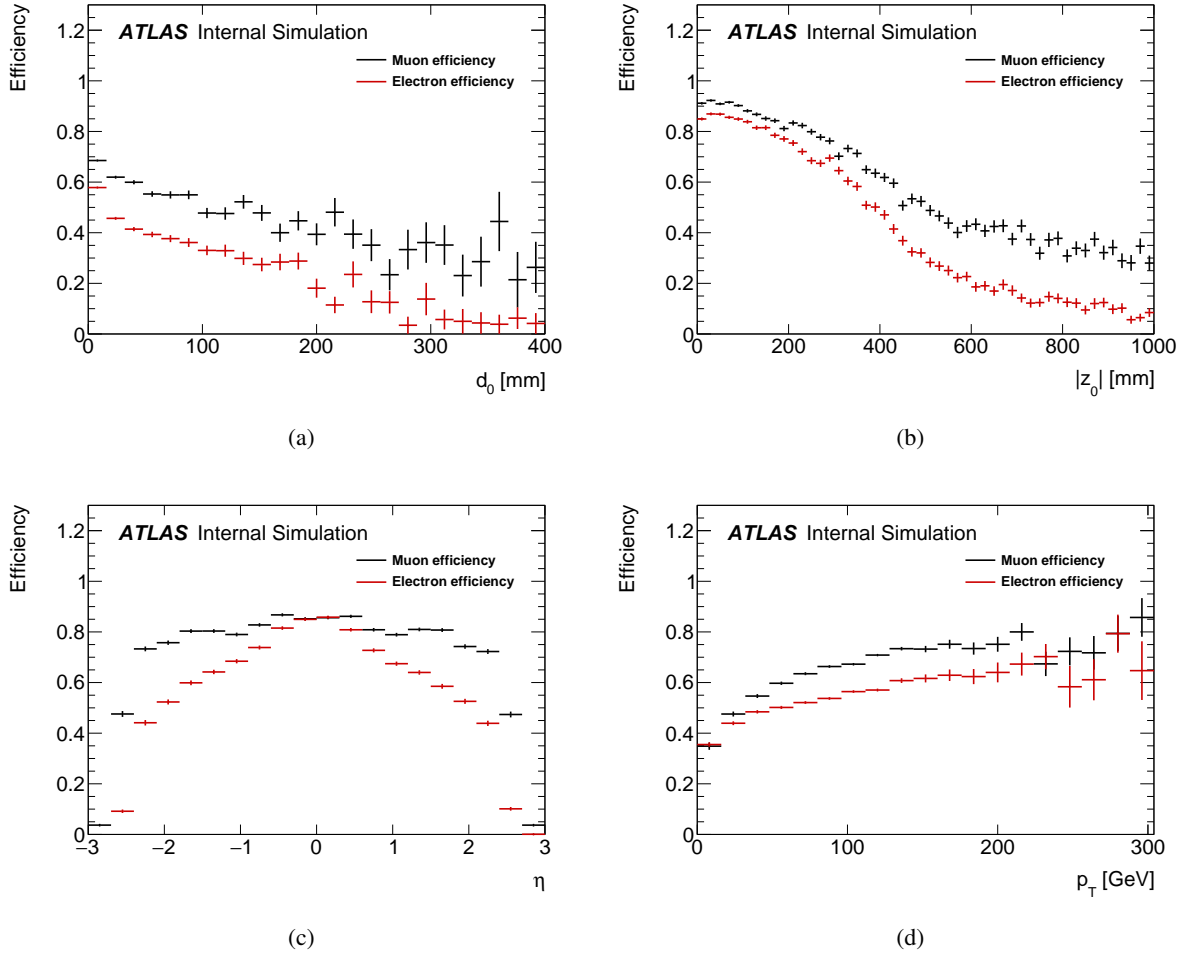 ATLAS Internal Simulation
Muon efficiency
Electron efficiency
Efficiency
1.2
1
0.8
0.6
0.4
0.2
0
0 100 200 300 400
d0 [mm]
(a)
ATLAS Internal Simulation
Muon efficiency
Electron efficiency
Efficiency
1.2
1
0.8
0.6
0.4
0.2
0
0 200 400 600 800 1000
|z0| [mm]
(b)
ATLAS Internal Simulation
Muon efficiency
Electron efficiency
Efficiency
1.2
1
0.8
0.6
0.4
0.2
0
−3 −2 −1 0 1 2 3
η
(c)
ATLAS Internal Simulation
Muon efficiency
Electron efficiency
Efficiency
1.2
1
0.8
0.6
0.4
0.2
0
0 100 200 300
pT [GeV]
(d)